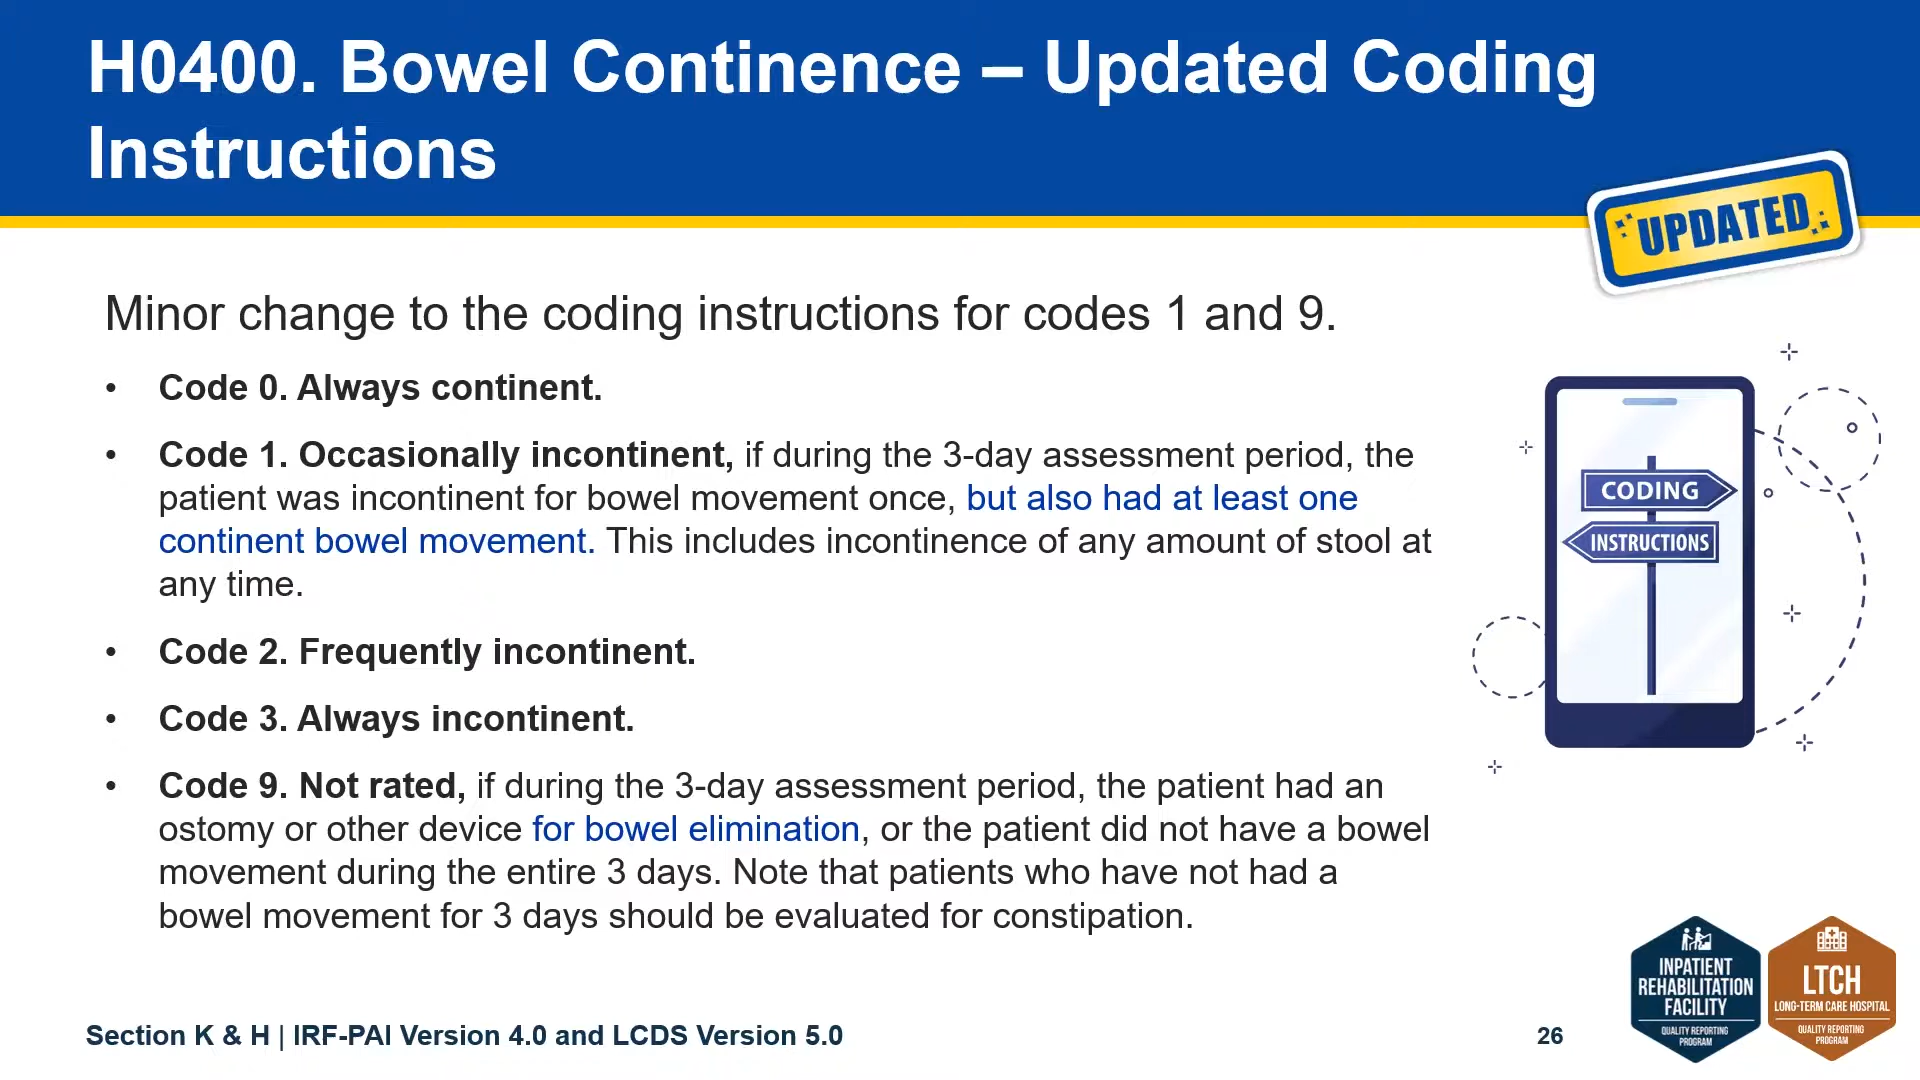 H0400. Bowel Continence – Updated Coding
Instructions
UPDATED
Minor change to the coding instructions for codes 1 and 9.
• Code 0. Always continent.
• Code 1. Occasionally incontinent, if during the 3-day assessment period, the
patient was incontinent for bowel movement once, but also had at least one
continent bowel movement. This includes incontinence of any amount of stool at
any time.
• Code 2. Frequently incontinent.
• Code 3. Always incontinent.
• Code 9. Not rated, if during the 3-day assessment period, the patient had an
ostomy or other device for bowel elimination, or the patient did not have a bowel
movement during the entire 3 days. Note that patients who have not had a
bowel movement for 3 days should be evaluated for constipation.
CODING
INSTRUCTIONS
Section K & H | IRF-PAI Version 4.0 and LCDS Version 5.0
26
INPATIENT
REHABILITATION
FACILITY
QUALITY REPORTING
PROGRAM
LTCH
LONG-TERM CARE HOSPITAL
QUALITY REPORTING
PROGRAM